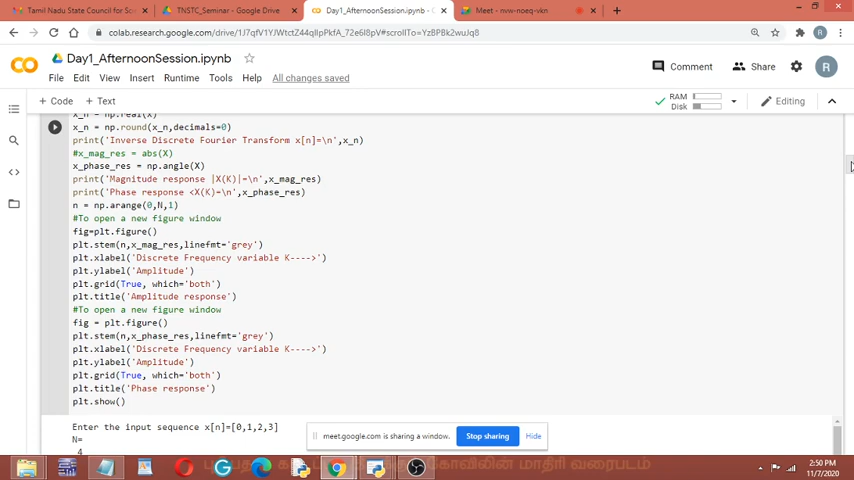 Tamil Nadu State Council for Scie
TNSTC_Seminar - Google Drive
Day1_AfternoonSession.ipynb - C
Meet - nvw-noeq-vkn
colab.research.google.com/drive/
Day1_AfternoonSession.ipynb
Comment
Share
R
File Edit View Insert Runtime Tools Help All changes saved
+ Code + Text
RAM
Disk
Editing
x_n = np.real(x)
x_n = np.round(x_n,decimals=0)
print('Inverse Discrete Fourier Transform x[n]=\n',x_n)
#x_mag_res = abs(X)
x_phase_res = np.angle(X)
print('Magnitude response |X(K)|=\n',x_mag_res)
print('Phase response <X(K)=\n',x_phase_res)
n = np.arange(0,N,1)
#To open a new figure window
fig=plt.figure()
plt.stem(n,x_mag_res,linefmt='grey')
plt.xlabel('Discrete Frequency variable K---->')
plt.ylabel('Amplitude')
plt.grid(True, which='both')
plt.title('Amplitude response')
#To open a new figure window
fig = plt.figure()
plt.stem(n,x_phase_res,linefmt='grey')
plt.xlabel('Discrete Frequency variable K---->')
plt.ylabel('Amplitude')
plt.grid(True, which='both')
plt.title('Phase response')
plt.show()
Enter the input sequence x[n]=[0,1,2,3]
N=
4
meet.google.com is sharing a window.
Stop sharing
Hide
கோவிலின் மாதிரி வரைபடம்
2:50 PM
11/7/2020